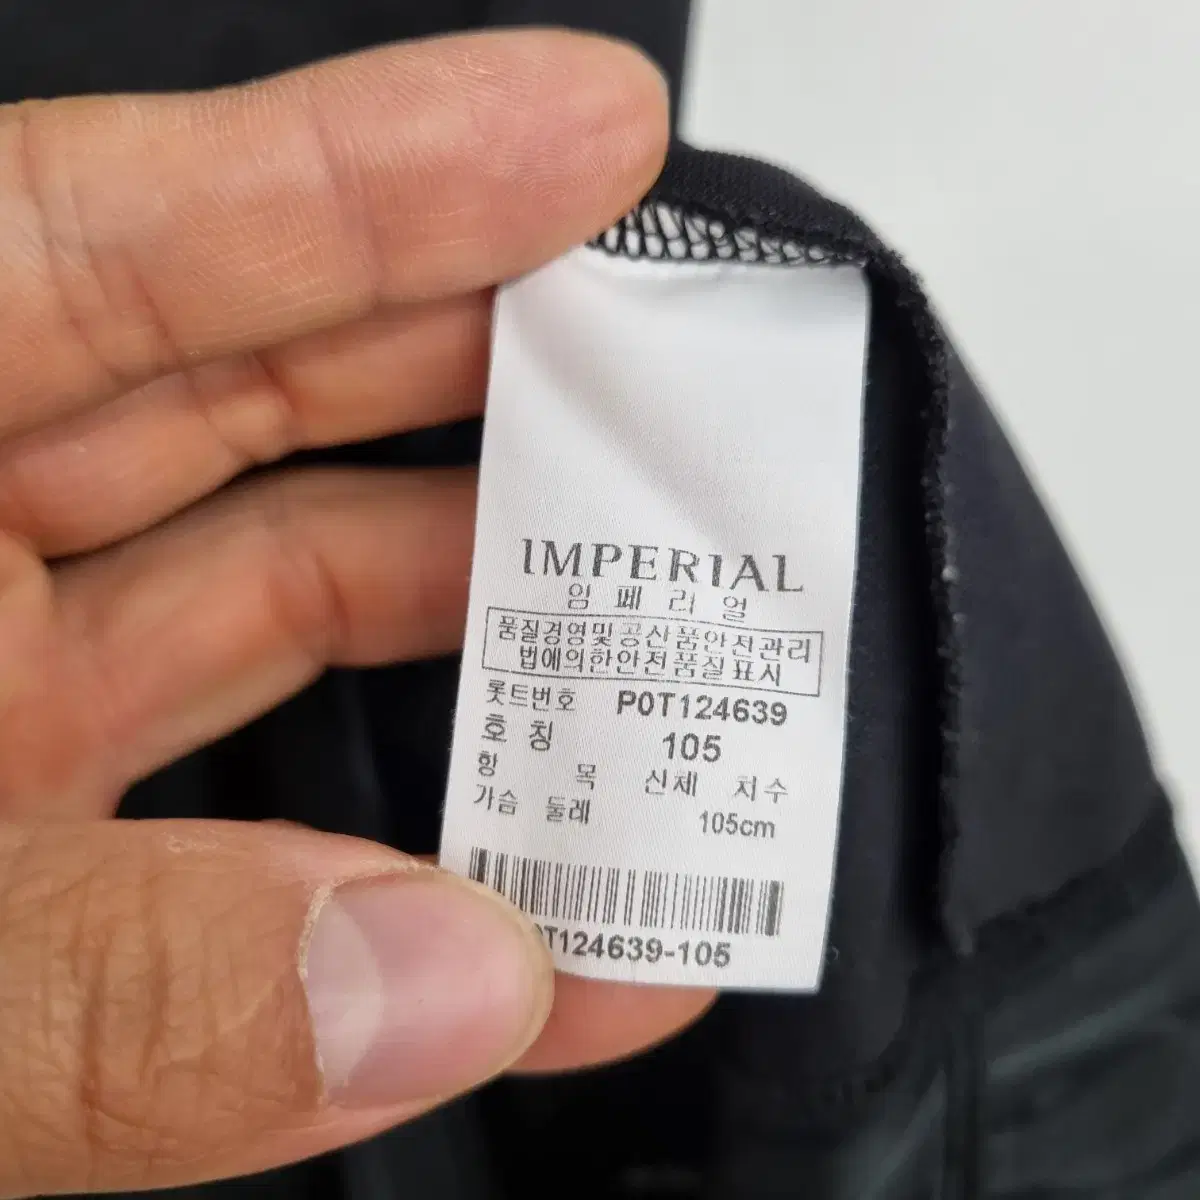 IMPERIAL
임 페 리 얼
품질경영및공산품안전관리
법에의한안전품질표시
롯트번호 P0T124639
호 칭 105
항 목 신체 치수
가슴 둘레 105cm
0T124639-105